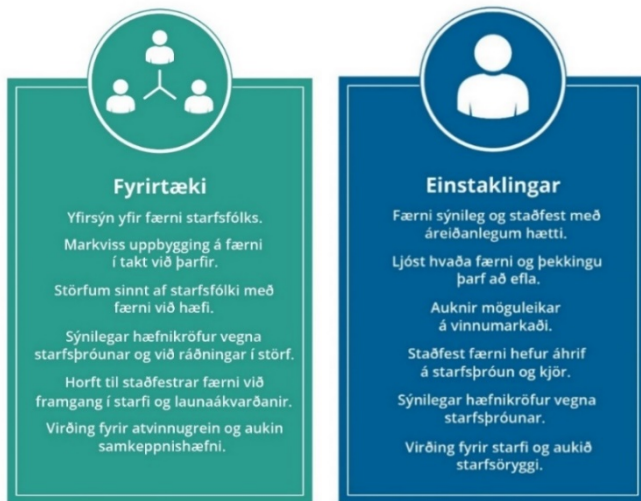 Fyrirtæki
Yfirsýn yfir færni starfsfólks.
Markviss uppbygging á færni
í takt við þarfir.
Störfum sinnt af starfsfólki með
færni við hæfi.
Sýnilegar hæfnikröfur vegna
starfsþróunar og við ráðningar í störf.
Horft til staðfestrar færni við
framgang í starfi og launaákvarðanir.
Virðing fyrir atvinnugrein og aukin
samkeppnishæfni.
Einstaklingar
Færni sýnileg og staðfest með
áreiðanlegum hætti.
Ljóst hvaða færni og þekkingu
þarf að efla.
Auknir möguleikar
á vinnumarkaði.
Staðfest færni hefur áhrif
á starfsþróun og kjör.
Sýnilegar hæfnikröfur vegna
starfsþróunar.
Virðing fyrir starfi og aukið
starfsöryggi.